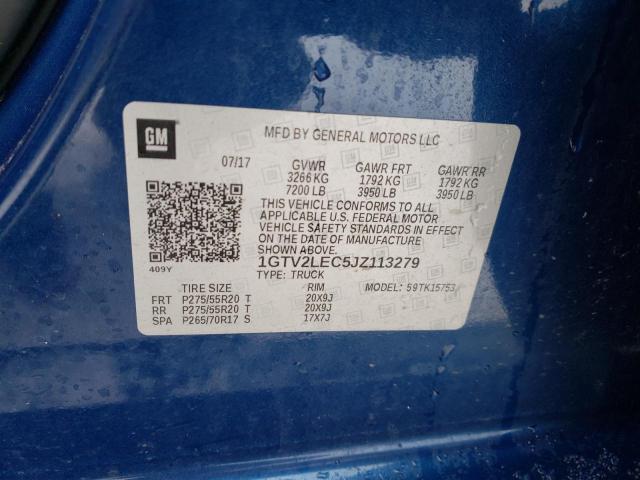 GM
MFD BY GENERAL MOTORS LLC
07/17 GVWR GAWR FRT GAWR RR
3266 KG 1792 KG 1792 KG
7200 LB 3950 LB 3950 LB
THIS VEHICLE CONFORMS TO ALL
APPLICABLE U.S. FEDERAL MOTOR
VEHICLE SAFETY STANDARDS IN EFFECT
ON THE DATE OF MANUFACTURE
SHOWN ABOVE.
409Y
1GTV2LEC5JZ113279
TYPE: TRUCK
TIRE SIZE RIM MODEL: 59TK15753
FRT P275/55R20 T 20X9J
RR P275/55R20 T 20X9J
SPA P265/70R17 S 17X7J